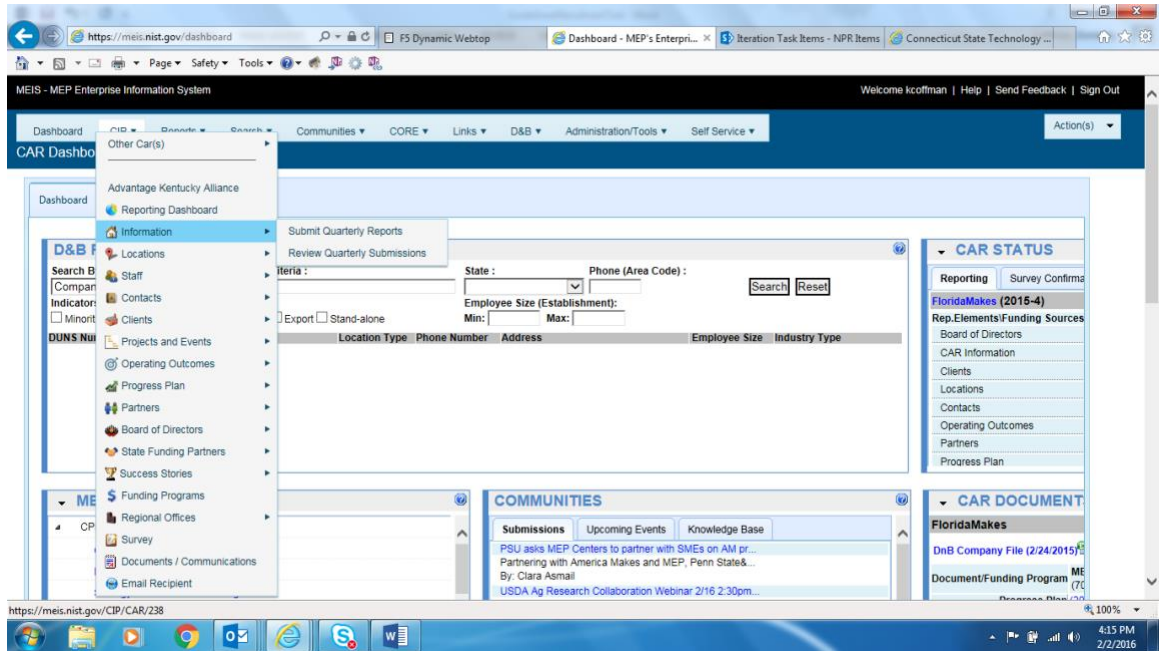 https://meis.nist.gov/dashboard
F5 Dynamic Webtop
Dashboard - MEP's Enterpri...
Iteration Task Items - NPR Items
Connecticut State Technology ...
Page Safety Tools
MEIS - MEP Enterprise Information System
Welcome kcoffman | Help | Send Feedback | Sign Out
Dashboard CIP Reports Search Communities CORE Links D&B Administration/Tools Self Service
Action(s)
CAR Dashbo
Other Car(s)
Advantage Kentucky Alliance
Reporting Dashboard
Information
Locations
Staff
Contacts
Clients
Projects and Events
Operating Outcomes
Progress Plan
Partners
Board of Directors
State Funding Partners
Success Stories
Funding Programs
Regional Offices
Survey
Documents / Communications
Email Recipient
Submit Quarterly Reports
Review Quarterly Submissions
Dashboard
D&B
Search B
iteria :
State :
Phone (Area Code) :
Compan
Search
Reset
Indicator
Employee Size (Establishment):
Minorit
Export
Stand-alone
Min:
Max:
DUNS Nu
Location Type Phone Number Address Employee Size Industry Type
CAR STATUS
Reporting
Survey Confirma
FloridaMakes (2015-4)
Rep.Elements\Funding Sources
Board of Directors
CAR Information
Clients
Locations
Contacts
Operating Outcomes
Partners
Progress Plan
ME
CP
COMMUNITIES
Submissions
Upcoming Events
Knowledge Base
PSU asks MEP Centers to partner with SMEs on AM pr...
Partnering with America Makes and MEP, Penn State&...
By: Clara Asmail
USDA Ag Research Collaboration Webinar 2/16 2:30pm...
CAR DOCUMENT
FloridaMakes
DnB Company File (2/24/2015)
Document/Funding Program
ME
(70
https://meis.nist.gov/CIP/CAR/238
100%
4:15 PM
2/2/2016